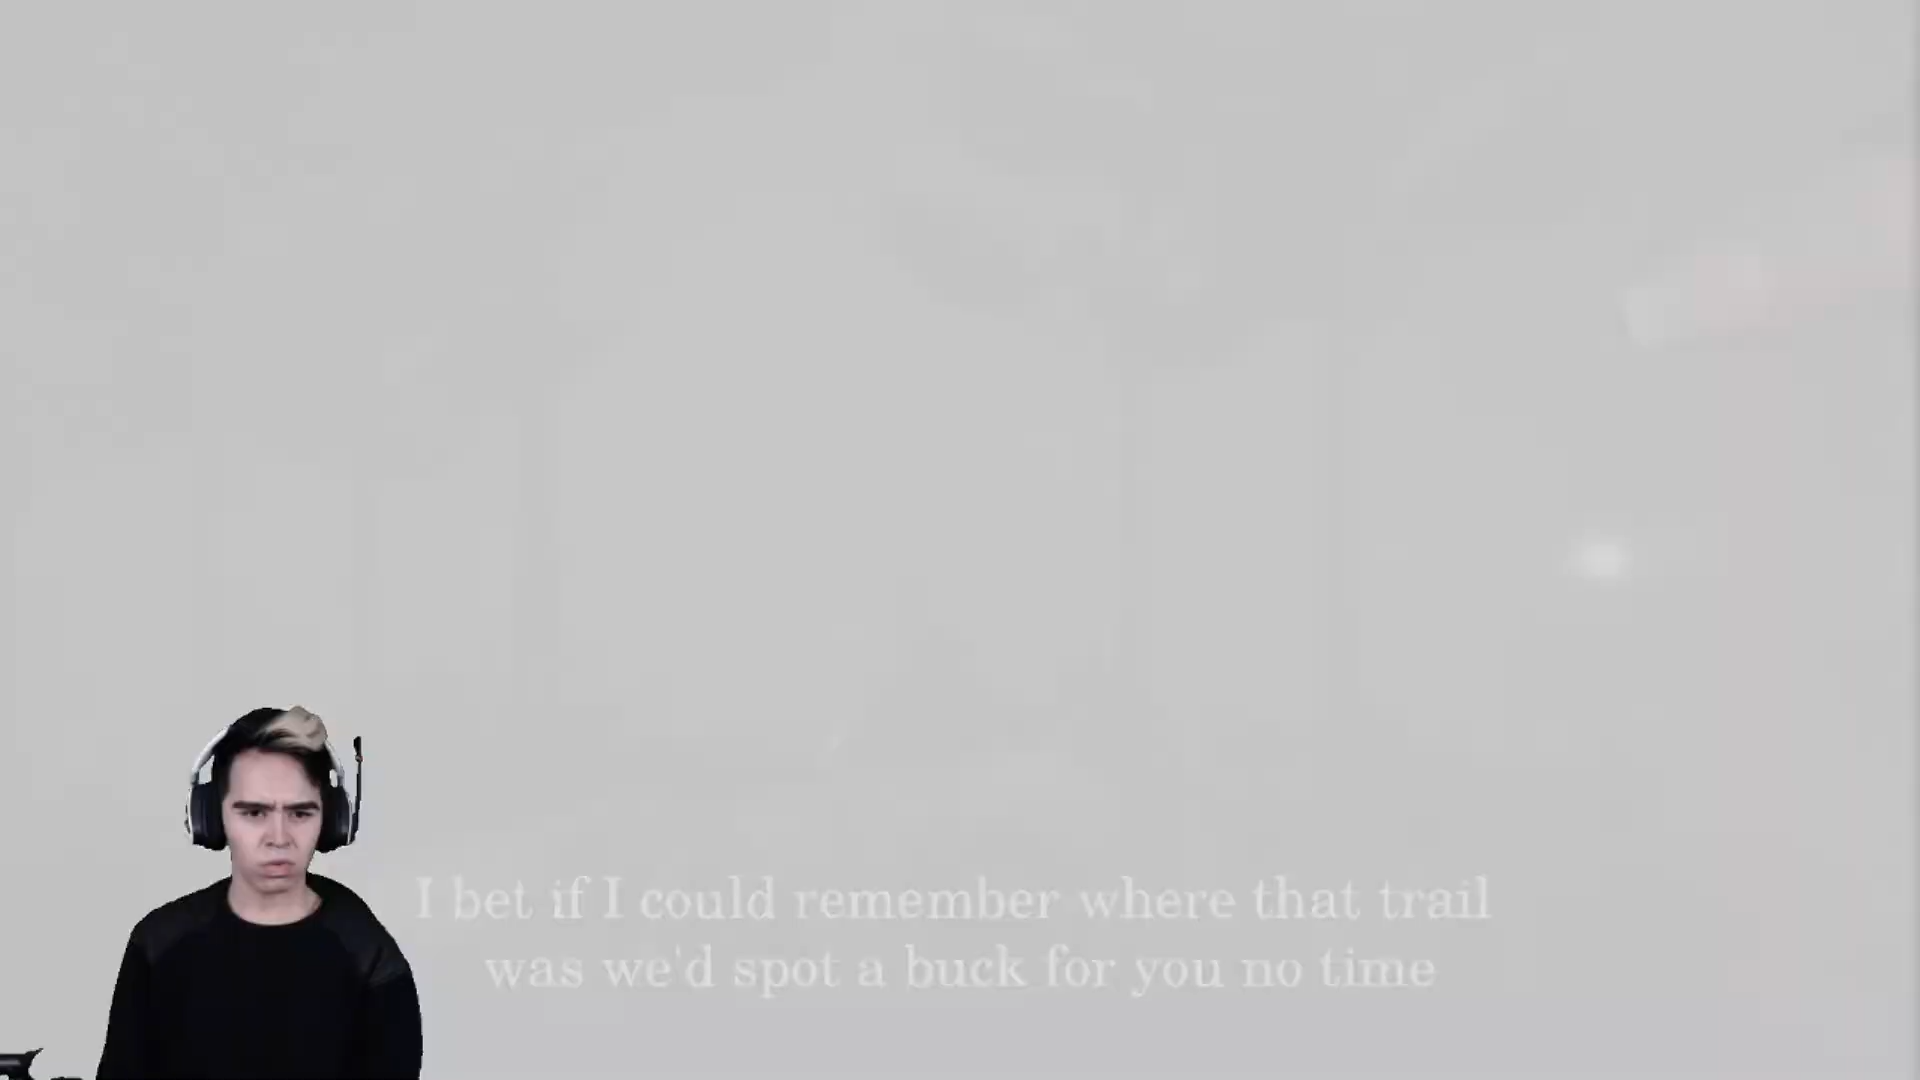 I bet if I could remember where that trail
was we'd spot a buck for you no time